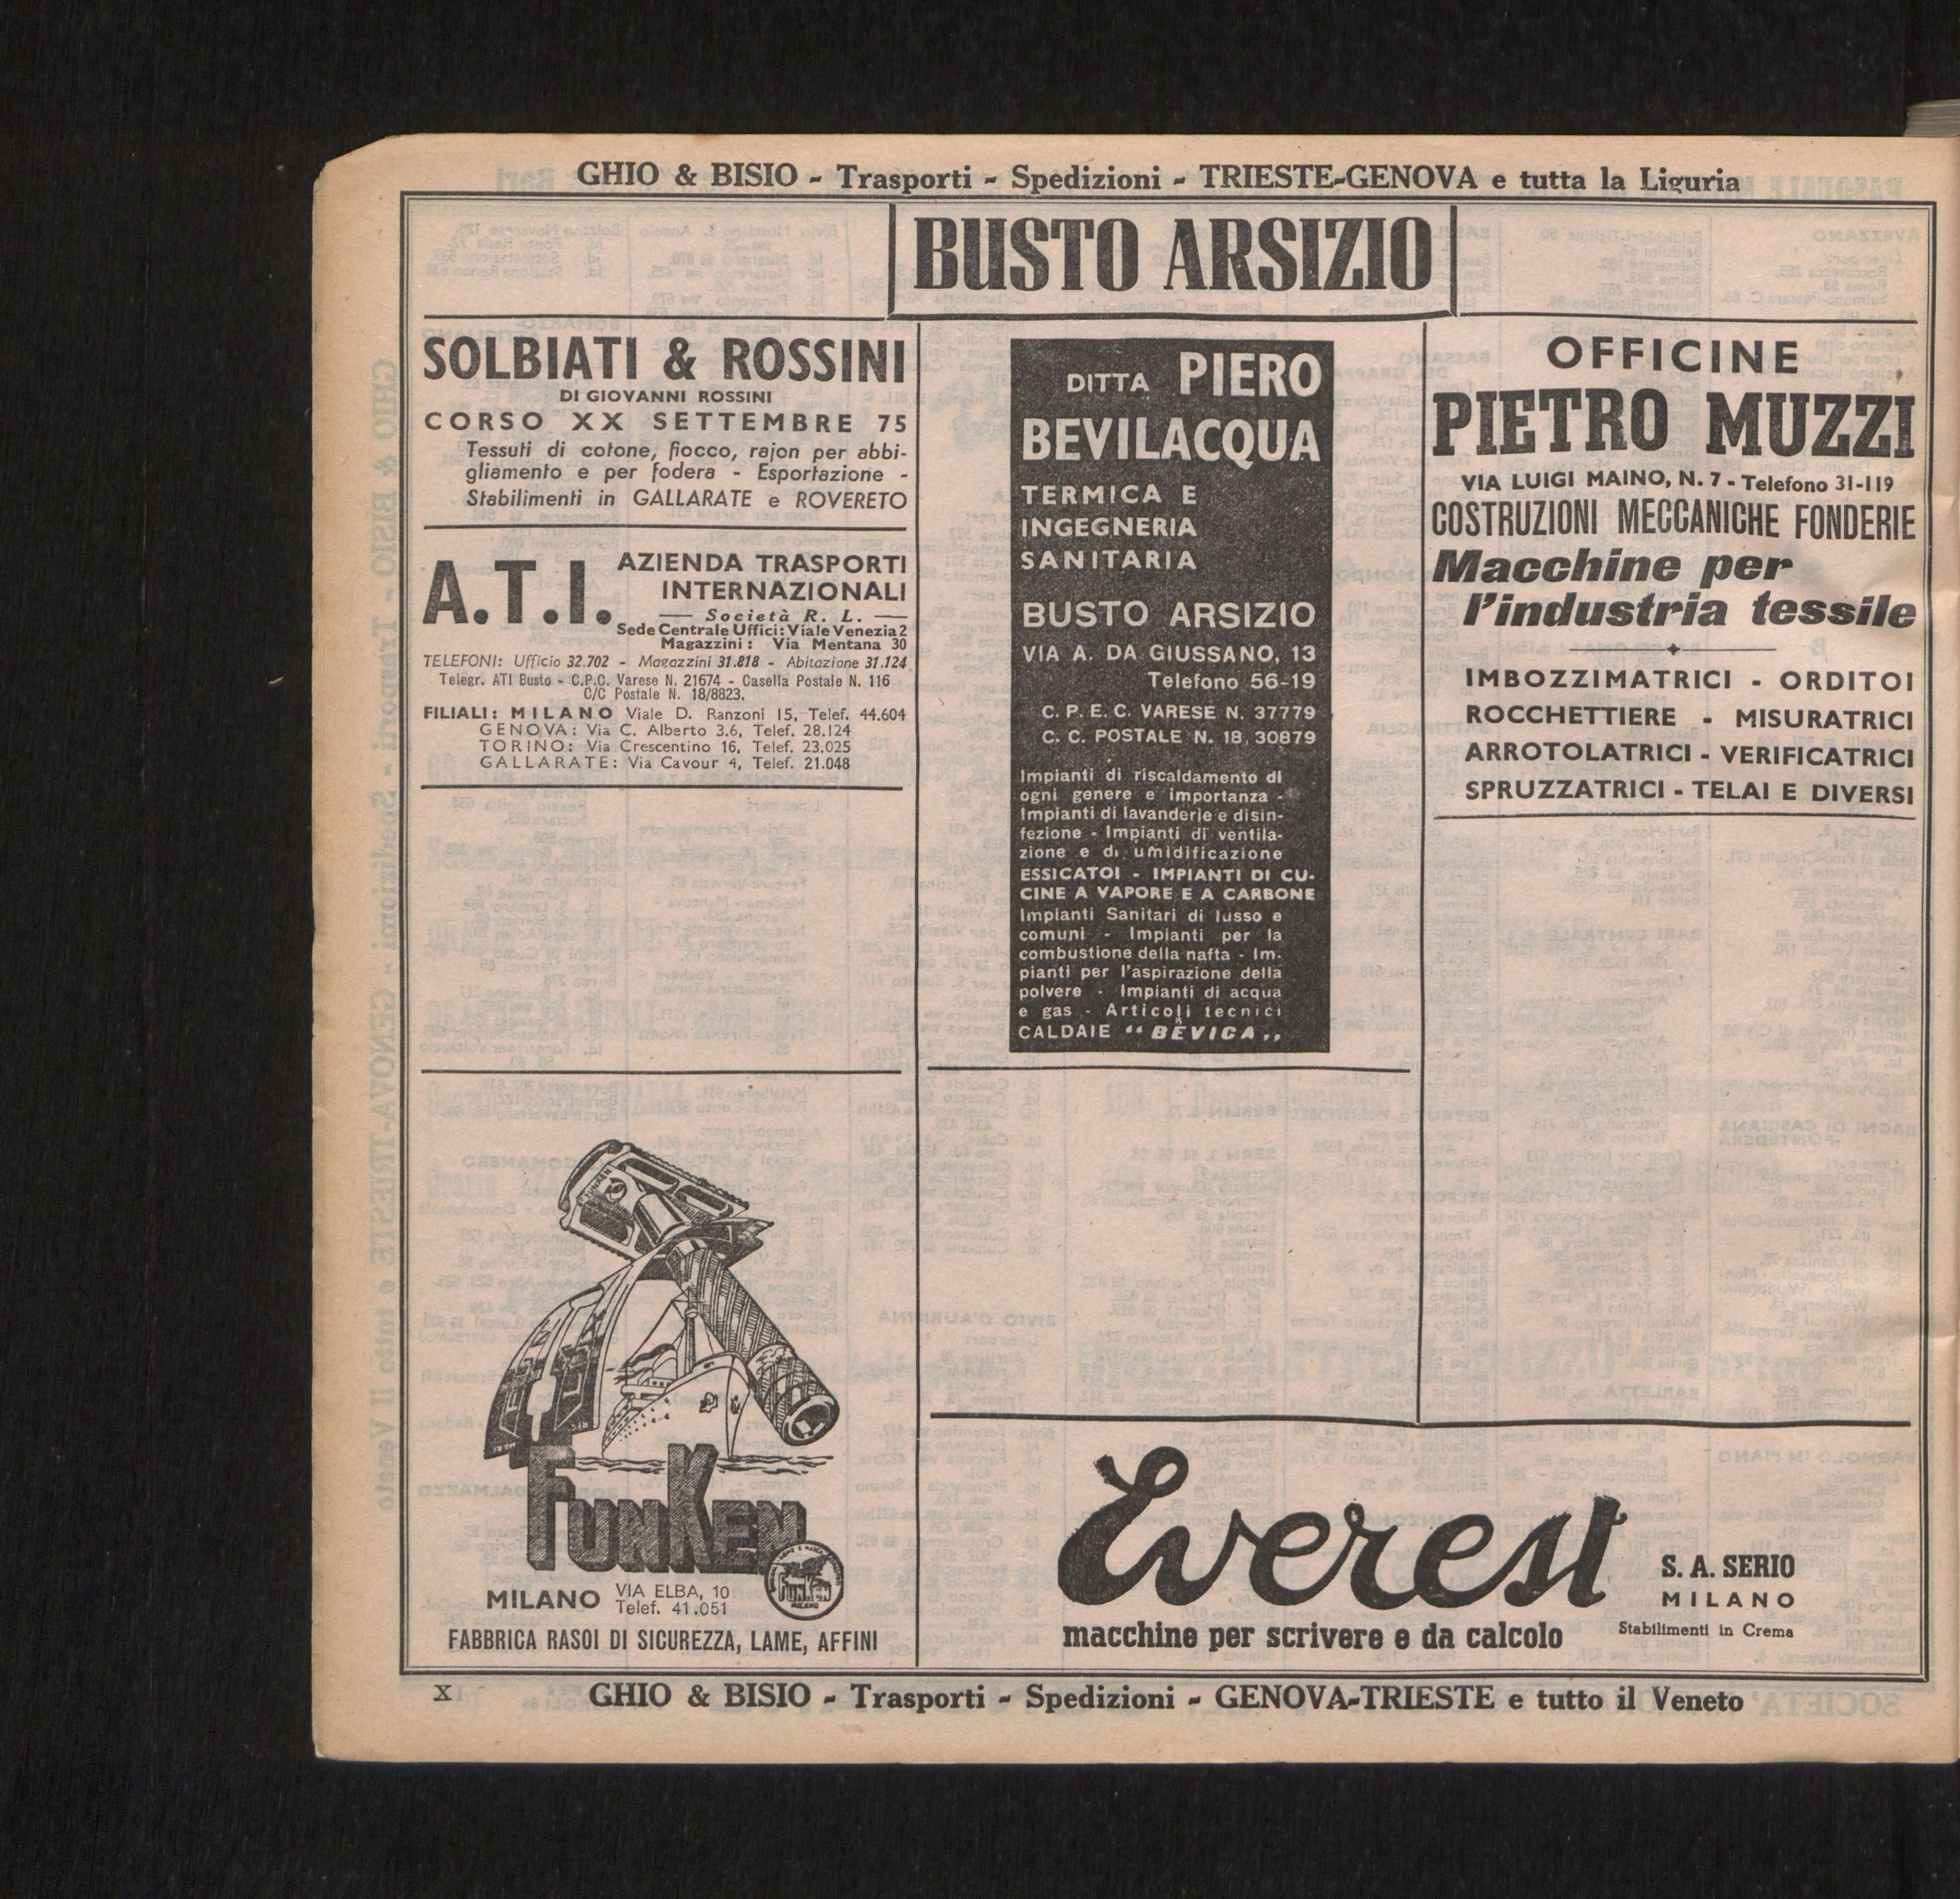 GHIO & BISIO - Trasporti - Spedizioni - TRIESTE-GENOVA e tutta la Liguria
BUSTO ARSIZIO
SOLBIATI & ROSSINI
DI GIOVANNI ROSSINI
CORSO XX SETTEMBRE 75
Tessuti di cotone, fiocco, rajon per abbi-
gliamento e per fodera - Esportazione -
Stabilimenti in GALLARATE e ROVERETO
A.T.I.
AZIENDA TRASPORTI
INTERNAZIONALI
Società R. L.
Sede Centrale Uffici: Viale Venezia 2
Magazzini: Via Mentana 30
TELEFONI: Ufficio 32.702 - Magazzini 31.818 - Abitazione 31.124
Telegr. ATI Busto - C.P.C. Varese N. 21674 - Casella Postale N. 116
C/C Postale N. 18/8823.
FILIALI: MILANO Viale D. Ranzoni 15, Telef. 44.604
GENOVA: Via C. Alberto 3.6, Telef. 28.124
TORINO: Via Crescentino 16, Telef. 23.025
GALLARATE: Via Cavour 4, Telef. 21.048
FUNKEN
FUNKEN
MILANO
MILANO VIA ELBA, 10
Telef. 41.051
FABBRICA RASOI DI SICUREZZA, LAME, AFFINI
DITTA PIERO
BEVILACQUA
TERMICA E
INGEGNERIA
SANITARIA
BUSTO ARSIZIO
VIA A. DA GIUSSANO, 13
Telefono 56-19
C. P. E. C. VARESE N. 37779
C. C. POSTALE N. 18,30879
Impianti di riscaldamento di
ogni genere e importanza -
Impianti di lavanderie e disin-
fezione - Impianti di ventila-
zione e di umidificazione
ESSICATOI - IMPIANTI DI CU-
CINE A VAPORE E A CARBONE
Impianti Sanitari di lusso e
comuni - Impianti per la
combustione della nafta - Im-
pianti per l'aspirazione della
polvere - Impianti di acqua
e gas - Articoli tecnici
CALDAIE “BEVICA„
OFFICINE
PIETRO MUZZI
VIA LUIGI MAINO, N. 7 - Telefono 31-119
COSTRUZIONI MECCANICHE FONDERIE
Macchine per
l'industria tessile
IMBOZZIMATRICI - ORDITOI
ROCCHETTIERE - MISURATRICI
ARROTOLATRICI - VERIFICATRICI
SPRUZZATRICI - TELAI E DIVERSI
Everest
macchine per scrivere e da calcolo
S. A. SERIO
MILANO
Stabilimenti in Crema
X
GHIO & BISIO - Trasporti - Spedizioni - GENOVA-TRIESTE e tutto il Veneto